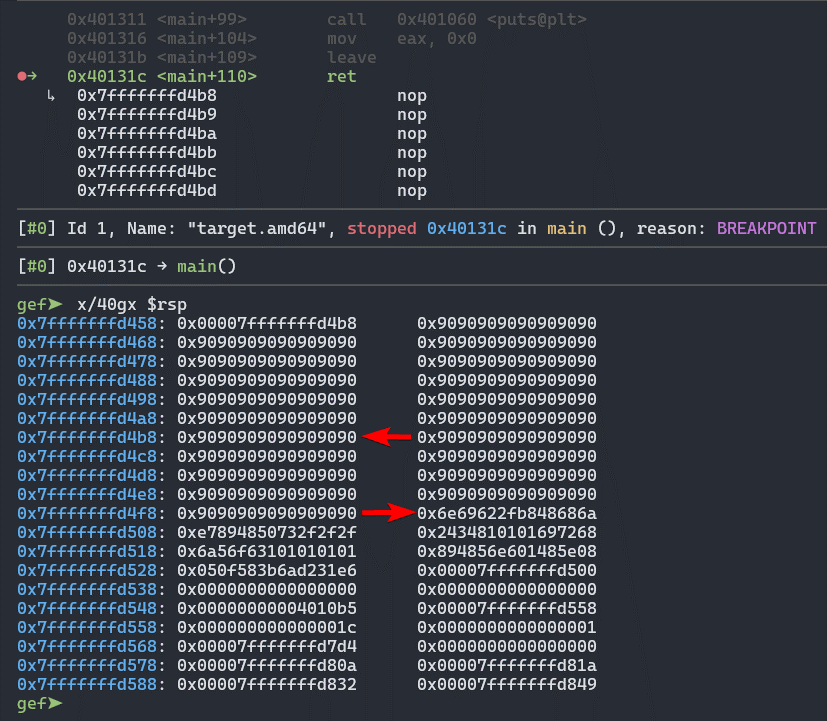 0x401311 <main+99> call 0x401060 <puts@plt>
0x401316 <main+104> mov eax, 0x0
0x40131b <main+109> leave
●→ 0x40131c <main+110> ret
↳ 0x7fffffffd4b8 nop
0x7fffffffd4b9 nop
0x7fffffffd4ba nop
0x7fffffffd4bb nop
0x7fffffffd4bc nop
0x7fffffffd4bd nop
[#0] Id 1, Name: "target.amd64", stopped 0x40131c in main (), reason: BREAKPOINT
[#0] 0x40131c → main()
gef➤ x/40gx $rsp
0x7fffffffd458: 0x00007fffffffd4b8 0x9090909090909090
0x7fffffffd468: 0x9090909090909090 0x9090909090909090
0x7fffffffd478: 0x9090909090909090 0x9090909090909090
0x7fffffffd488: 0x9090909090909090 0x9090909090909090
0x7fffffffd498: 0x9090909090909090 0x9090909090909090
0x7fffffffd4a8: 0x9090909090909090 0x9090909090909090
0x7fffffffd4b8: 0x9090909090909090 0x9090909090909090
0x7fffffffd4c8: 0x9090909090909090 0x9090909090909090
0x7fffffffd4d8: 0x9090909090909090 0x9090909090909090
0x7fffffffd4e8: 0x9090909090909090 0x9090909090909090
0x7fffffffd4f8: 0x9090909090909090 0x6e69622fb848686a
0x7fffffffd508: 0xe7894850732f2f2f 0x2434810101697268
0x7fffffffd518: 0x6a56f63101010101 0x894856e601485e08
0x7fffffffd528: 0x050f583b6ad231e6 0x00007fffffffd500
0x7fffffffd538: 0x0000000000000000 0x0000000000000000
0x7fffffffd548: 0x00000000004010b5 0x00007fffffffd558
0x7fffffffd558: 0x000000000000001c 0x0000000000000001
0x7fffffffd568: 0x00007fffffffd7d4 0x0000000000000000
0x7fffffffd578: 0x00007fffffffd80a 0x00007fffffffd81a
0x7fffffffd588: 0x00007fffffffd832 0x00007fffffffd849
gef➤